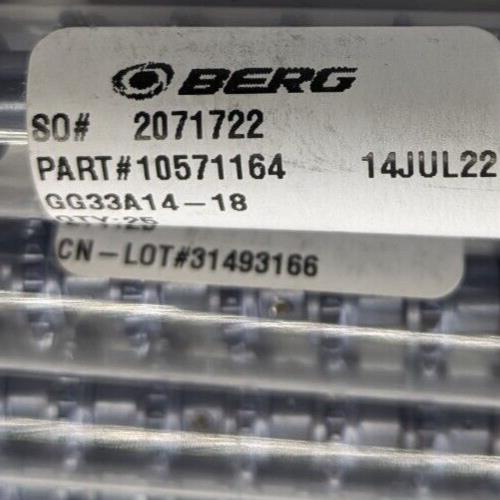 BERG
SO# 2071722
PART#10571164 14JUL22
GG33A14-18
QTY:25
CN-LOT#31493166